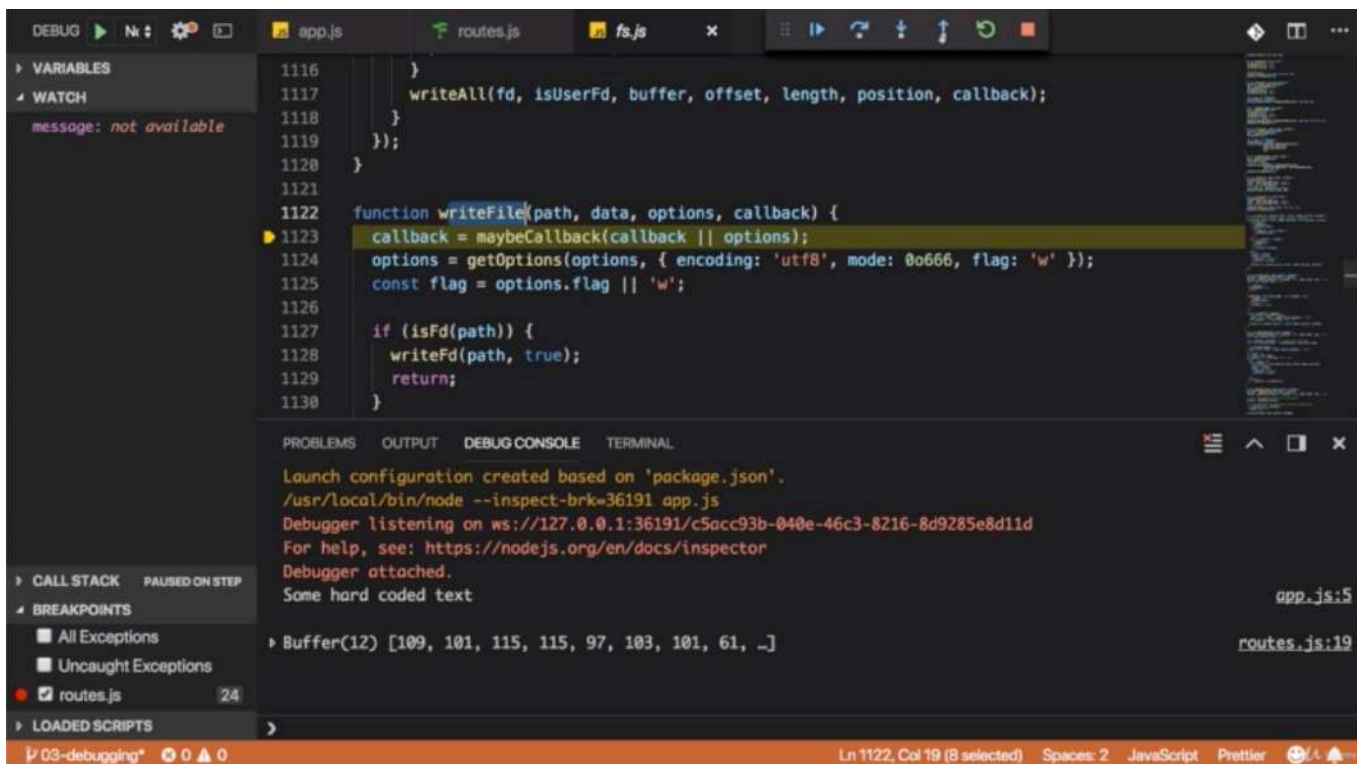 DEBUG
app.js
routes.js
fs.js
VARIABLES
WATCH
message: not available
1116 }
1117 writeAll(fd, isUserFd, buffer, offset, length, position, callback);
1118 }
1119 });
1120 }
1121
1122 function writeFile(path, data, options, callback) {
1123 callback = maybeCallback(callback || options);
1124 options = getOptions(options, { encoding: 'utf8', mode: 0o666, flag: 'w' });
1125 const flag = options.flag || 'w';
1126
1127 if (isFd(path)) {
1128 writeFd(path, true);
1129 return;
1130 }
PROBLEMS OUTPUT DEBUG CONSOLE TERMINAL
Launch configuration created based on 'package.json'.
/usr/local/bin/node --inspect-brk=36191 app.js
Debugger listening on ws://127.0.0.1:36191/c5acc93b-040e-46c3-8216-8d9285e8d11d
For help, see: https://nodejs.org/en/docs/inspector
Debugger attached.
Some hard coded text app.js:5
Buffer(12) [109, 101, 115, 115, 97, 103, 101, 61, …] routes.js:19
CALL STACK PAUSED ON STEP
BREAKPOINTS
All Exceptions
Uncaught Exceptions
routes.js 24
LOADED SCRIPTS
03-debugging* 0 0
Ln 1122, Col 19 (8 selected) Spaces: 2 JavaScript Prettier